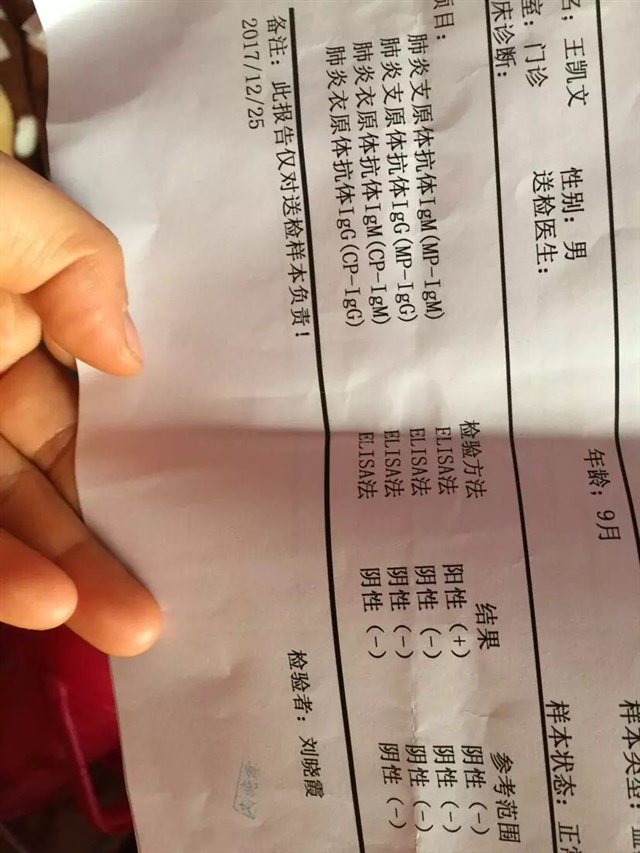 名；王凯文 性别：男 年龄；9月 样本类型：血
室：门诊 送检医生： 样本状态：正常
床诊断：
项目： 检验方法 结果 参考范围
肺炎支原体抗体IgM(MP-IgM) ELISA法 阳性(+) 阴性(-)
肺炎支原体抗体IgG(MP-IgG) ELISA法 阴性(-) 阴性(-)
肺炎衣原体抗体IgM(CP-IgM) ELISA法 阴性(-) 阴性(-)
肺炎衣原体抗体IgG(CP-IgG) ELISA法 阴性(-) 阴性(-)
备注：此报告仅对送检样本负责！ 检验者：刘晓霞
2017/12/25